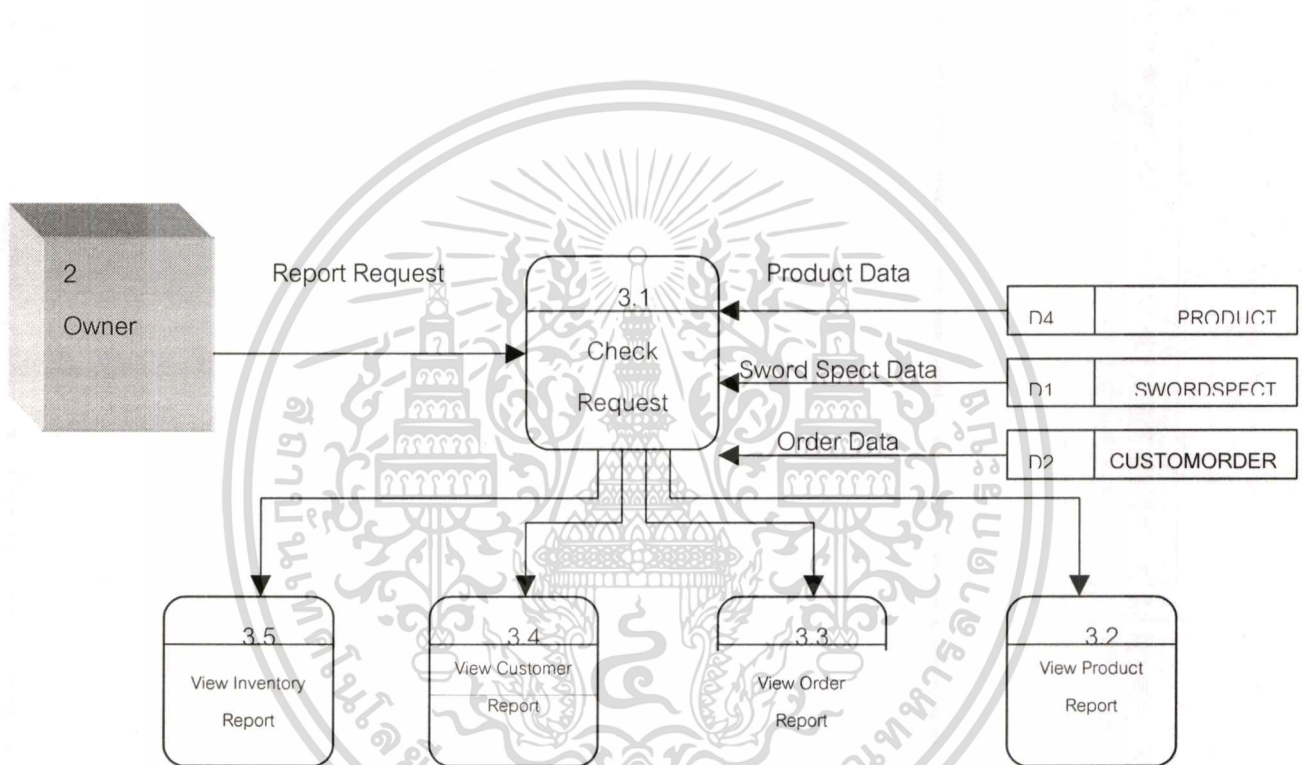 2
Owner
Report Request
3.1
Check
Request
Product Data
D4 PRODUCT
Sword Spect Data
D1 SWORDSPECT
Order Data
D2 CUSTOMORDER
3.5
View Inventory
Report
3.4
View Customer
Report
3.3
View Order
Report
3.2
View Product
Report